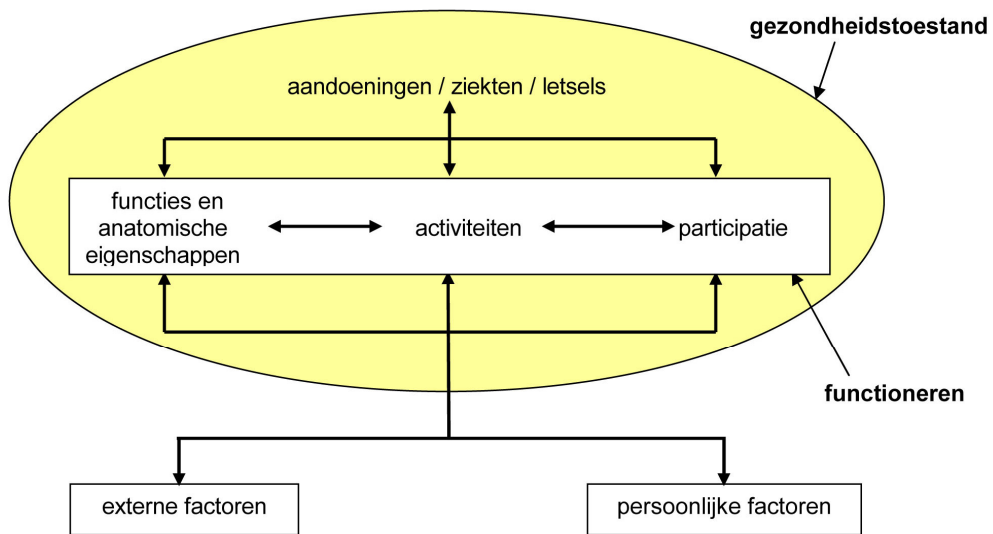 gezondheidstoestand
aandoeningen / ziekten / letsels
functies en
anatomische
eigenschappen
activiteiten
participatie
functioneren
externe factoren
persoonlijke factoren